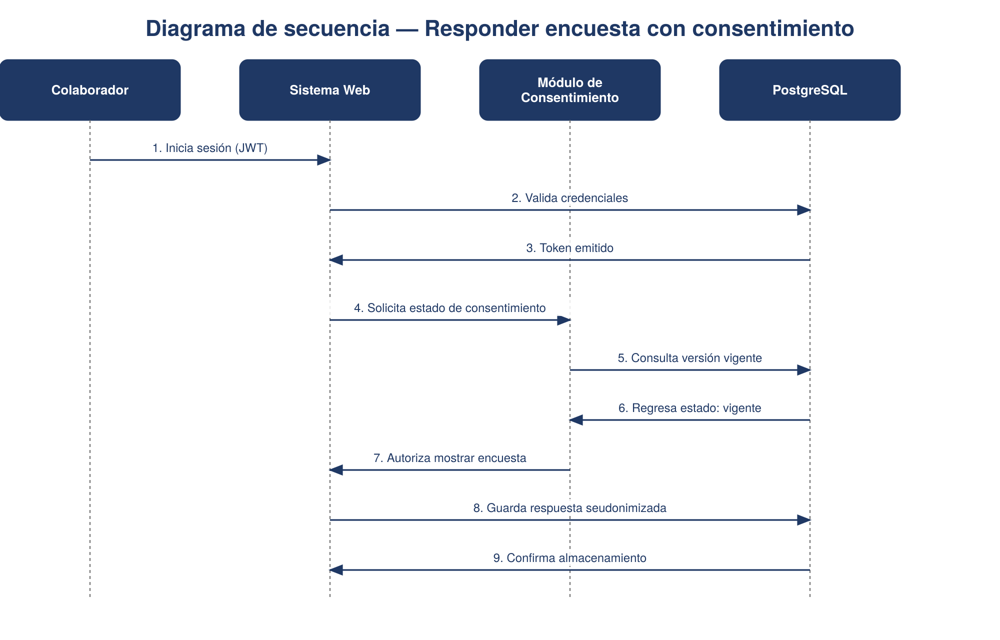 Diagrama de secuencia — Responder encuesta con consentimiento
Colaborador
Sistema Web
Módulo de
Consentimiento
PostgreSQL
1. Inicia sesión (JWT)
2. Valida credenciales
3. Token emitido
4. Solicita estado de consentimiento
5. Consulta versión vigente
6. Regresa estado: vigente
7. Autoriza mostrar encuesta
8. Guarda respuesta seudonimizada
9. Confirma almacenamiento